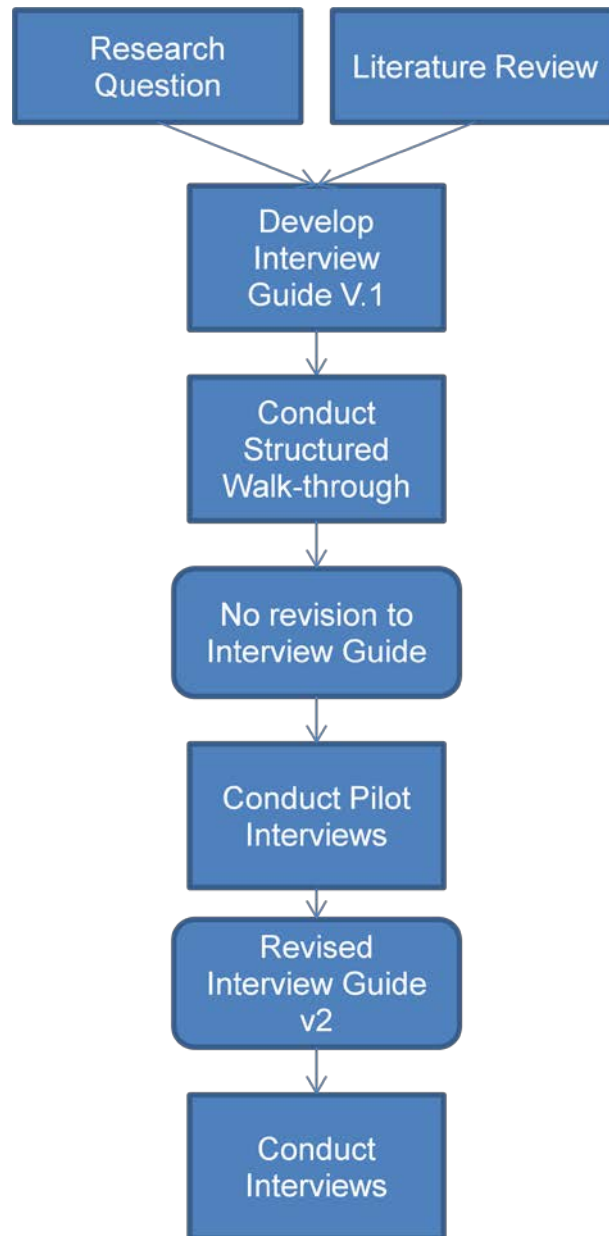 Research
Question
Literature Review
Develop
Interview
Guide V.1
Conduct
Structured
Walk-through
No revision to
Interview Guide
Conduct Pilot
Interviews
Revised
Interview Guide
v2
Conduct
Interviews